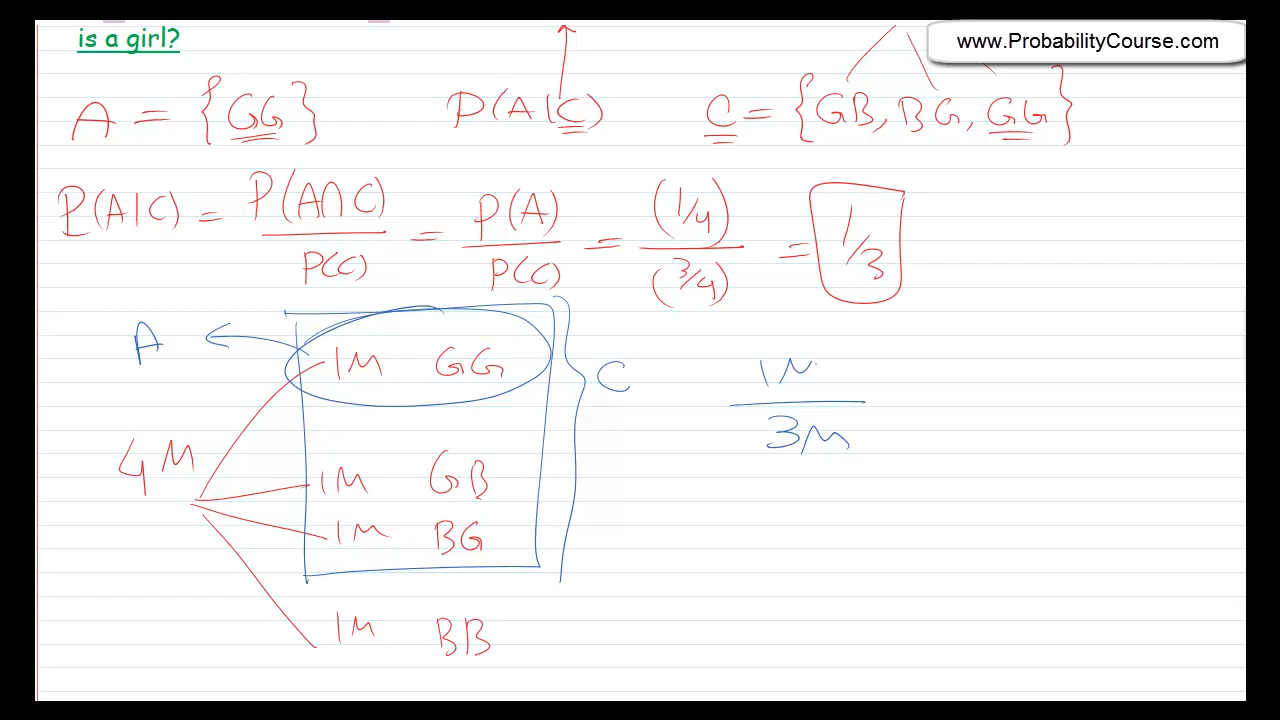 is a girl?
www.ProbabilityCourse.com
A = {GG} P(A|C) C = {GB, BG, GG}
P(A|C) = P(A∩C) / P(C) = P(A) / P(C) = (1/4) / (3/4) = 1/3
A
1M GG
C
1M
3M
4M
1M GB
1M BG
1M BB